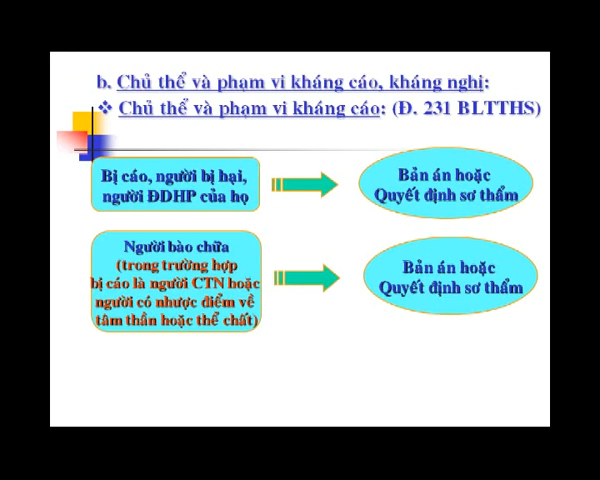 b. Chủ thể và phạm vi kháng cáo, kháng nghị:
❖ Chủ thể và phạm vi kháng cáo: (Đ. 231 BLTTHS)
Bị cáo, người bị hại,
người ĐDHP của họ
Bản án hoặc
Quyết định sơ thẩm
Người bào chữa
(trong trường hợp
bị cáo là người CTN hoặc
người có nhược điểm về
tâm thần hoặc thể chất)
Bản án hoặc
Quyết định sơ thẩm